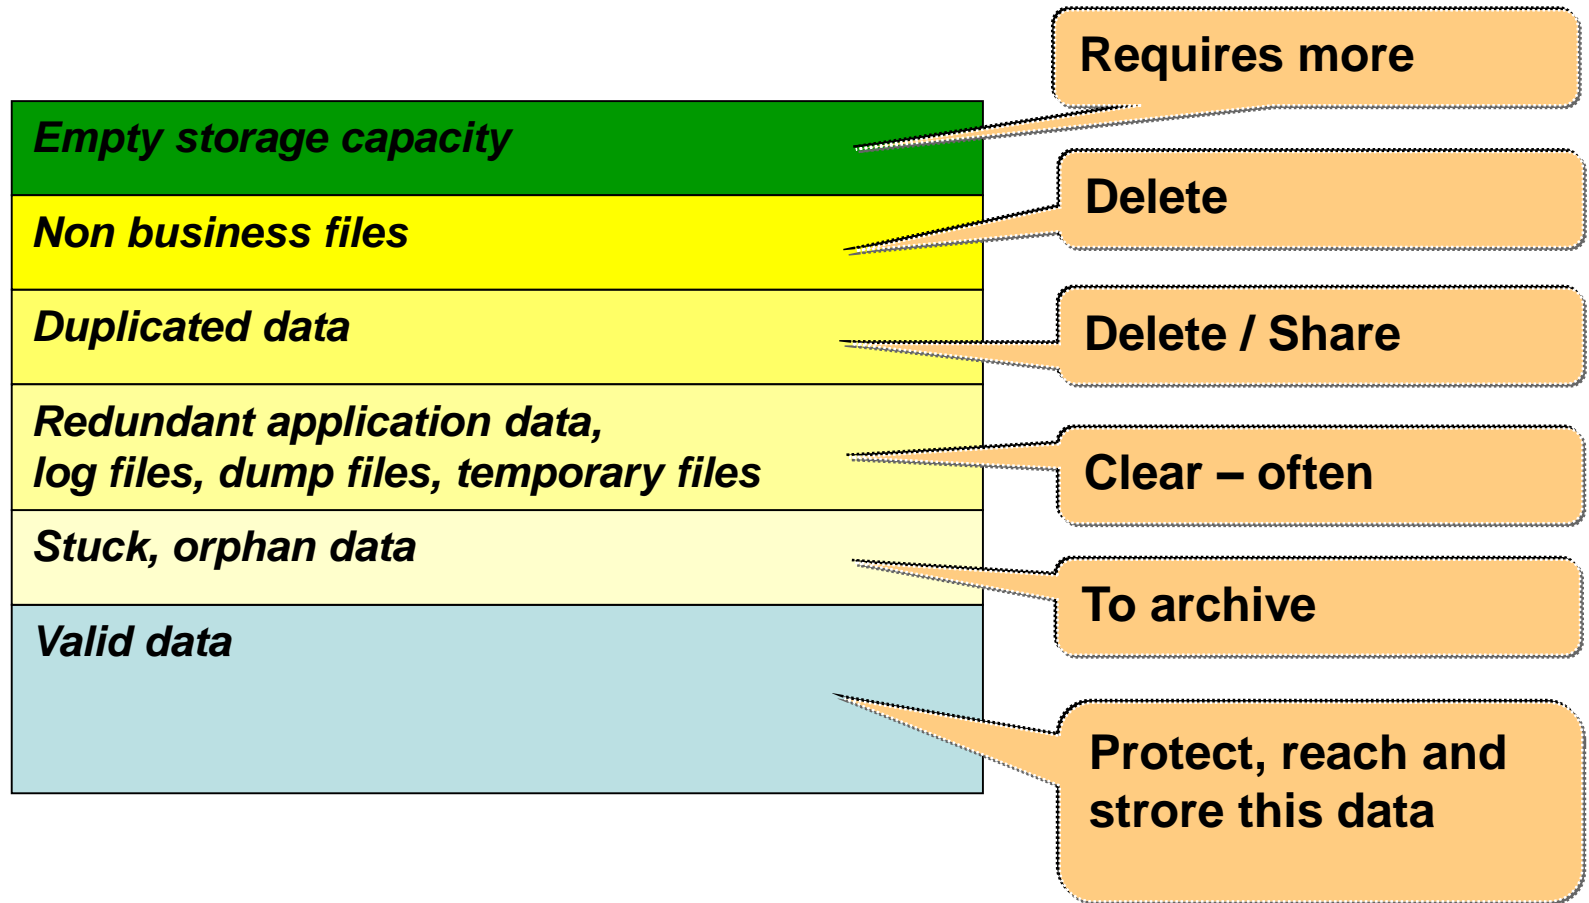 Requires more
Empty storage capacity
Delete
Non business files
Delete / Share
Duplicated data
Redundant application data,
log files, dump files, temporary files
Clear – often
Stuck, orphan data
To archive
Valid data
Protect, reach and
strore this data